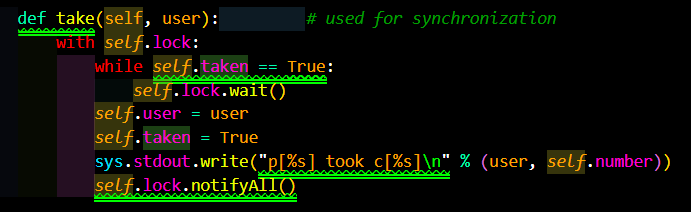 def take(self, user):         # used for synchronization
    with self.lock:
        while self.taken == True:
            self.lock.wait()
        self.user = user
        self.taken = True
        sys.stdout.write("p[%s] took c[%s]\n" % (user, self.number))
        self.lock.notifyAll()